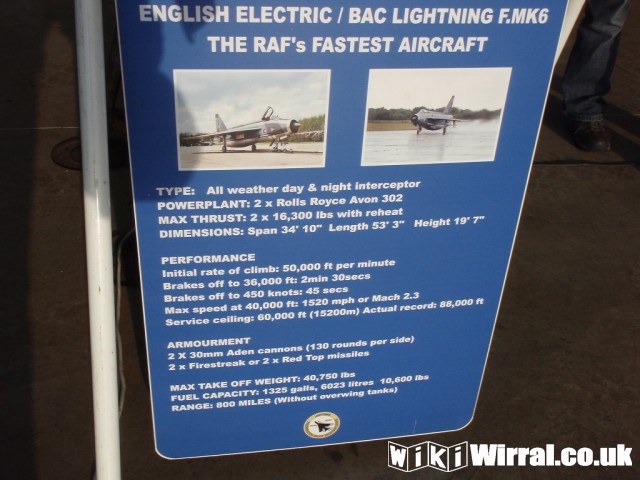 ENGLISH ELECTRIC / BAC LIGHTNING F.MK6
THE RAF's FASTEST AIRCRAFT
TYPE: All weather day & night interceptor
POWERPLANT: 2 x Rolls Royce Avon 302
MAX THRUST: 2 x 16,300 lbs with reheat
DIMENSIONS: Span 34' 10" Length 53' 3" Height 19' 7"
PERFORMANCE
Initial rate of climb: 50,000 ft per minute
Brakes off to 36,000 ft: 2min 30secs
Brakes off to 450 knots: 45 secs
Max speed at 40,000 ft: 1520 mph or Mach 2.3
Service ceiling: 60,000 ft (15200m) Actual record: 88,000 ft
ARMOURMENT
2 X 30mm Aden cannons (130 rounds per side)
2 x Firestreak or 2 x Red Top missiles
MAX TAKE OFF WEIGHT: 40,750 lbs
FUEL CAPACITY: 1325 galls, 6023 litres 10,600 lbs
RANGE: 800 MILES (Without overwing tanks)
WIKIWirral.co.uk